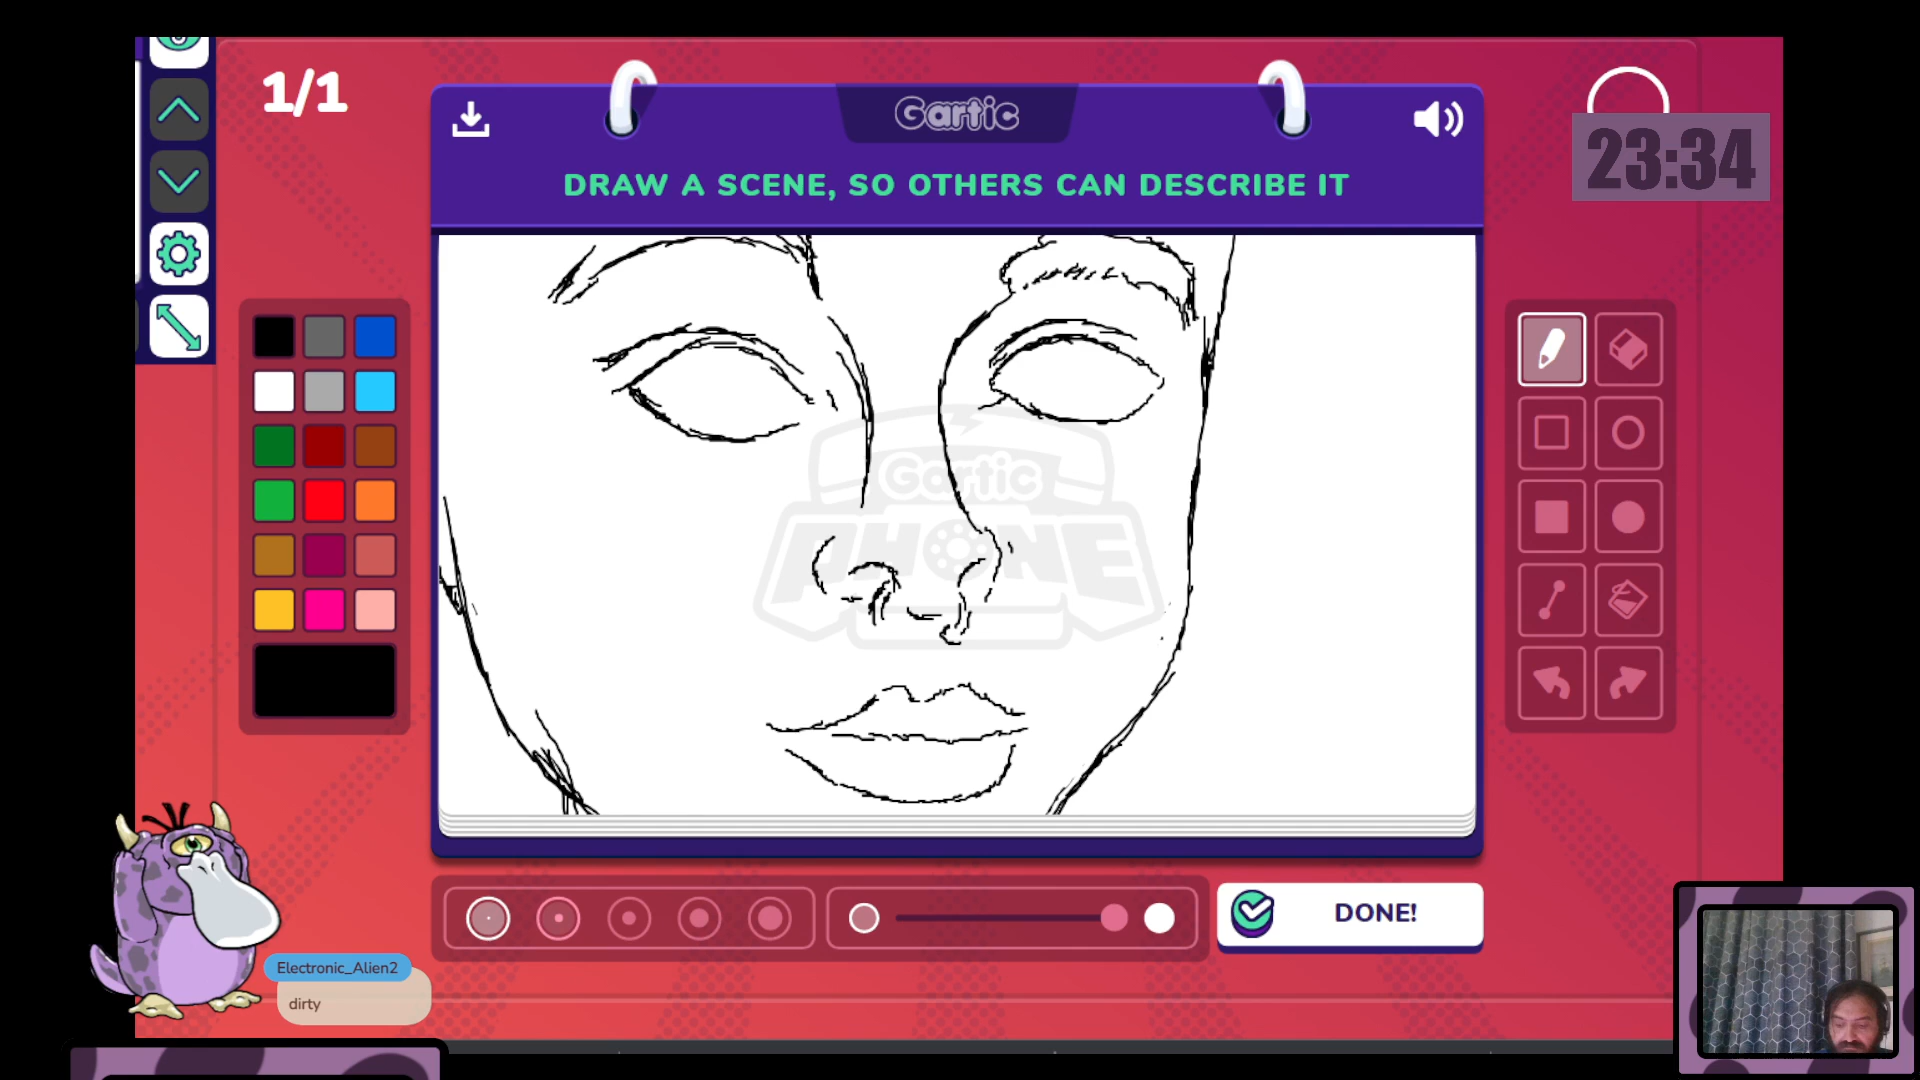 1/1
Gartic
23:34
DRAW A SCENE, SO OTHERS CAN DESCRIBE IT
Gartic
PHONE
DONE!
Electronic_Alien2
dirty